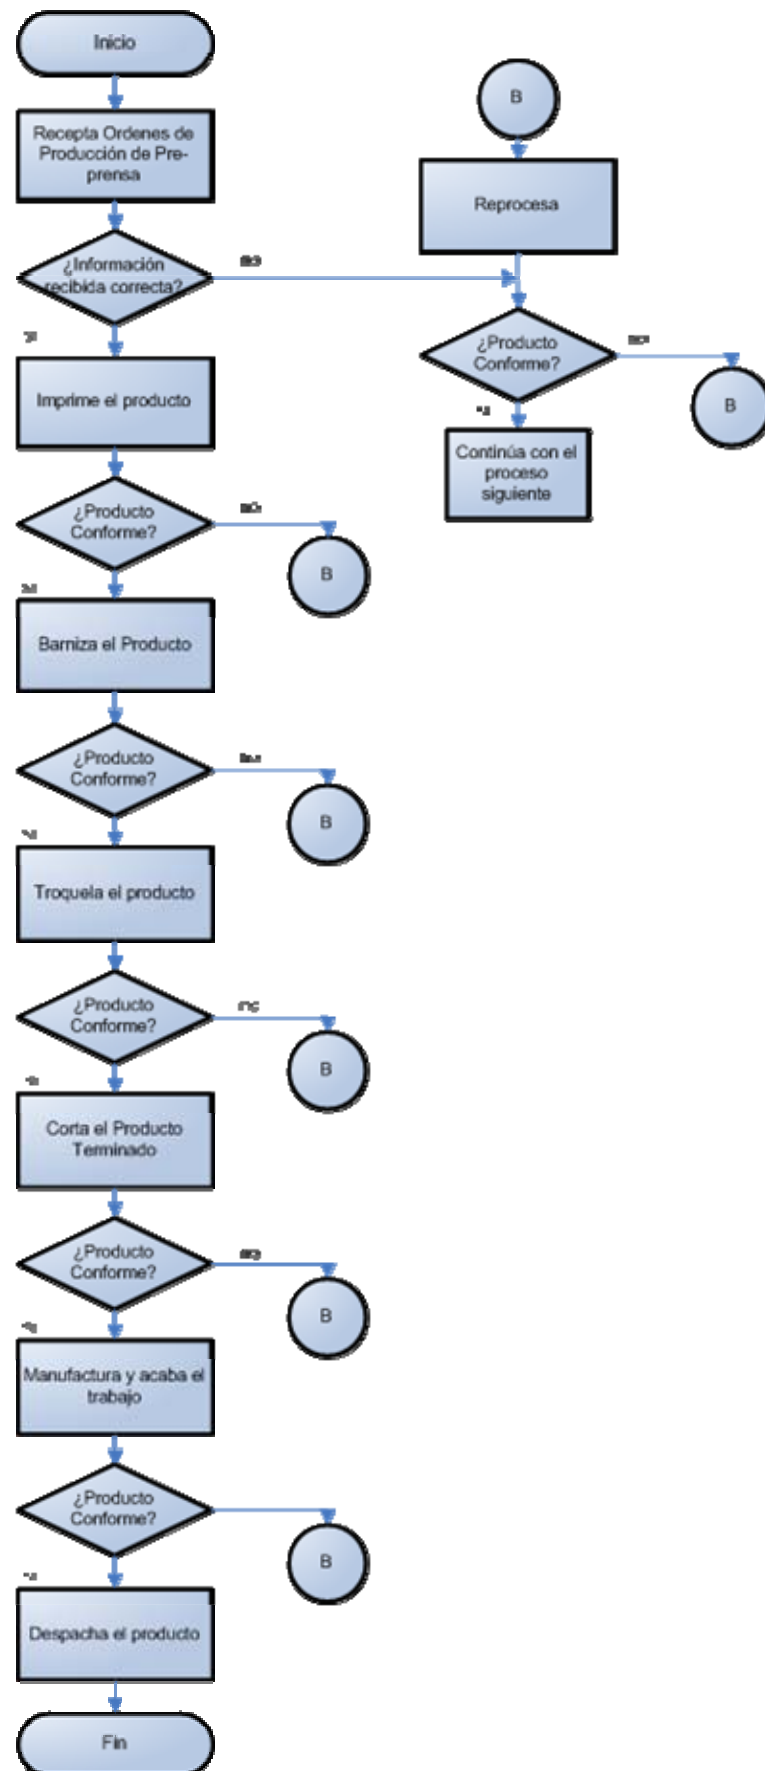 Inicio
Recepta Ordenes de
Producción de Pre-
prensa
¿Información
recibida correcta?
Imprime el producto
¿Producto
Conforme?
B
Barniza el Producto
¿Producto
Conforme?
B
Troquela el producto
¿Producto
Conforme?
B
Corta el Producto
Terminado
¿Producto
Conforme?
B
Manufactura y acaba el
trabajo
¿Producto
Conforme?
B
Despacha el producto
Fin
B
Reprocesa
¿Producto
Conforme?
B
Continúa con el
proceso
siguiente